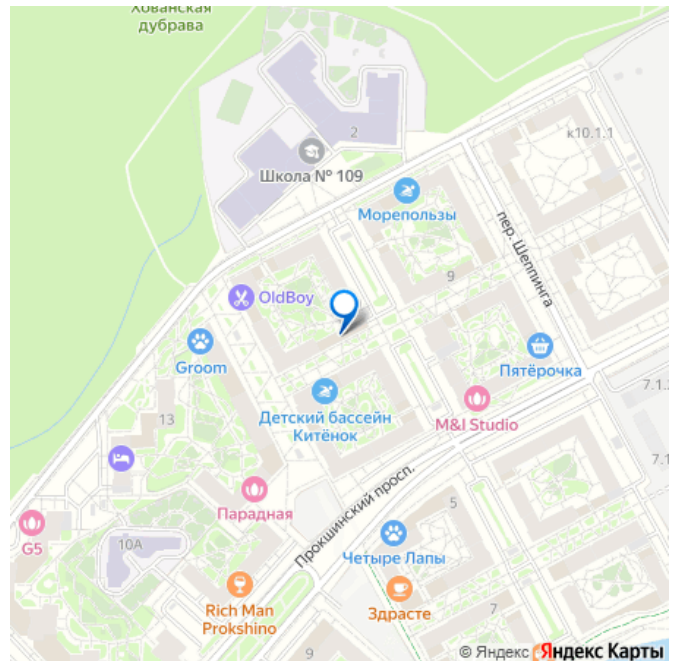 Хованская
дубрава
2
к10.1.1
Школа № 109
Морепользы
пер. Шеппинга
9
OldBoy
Groom
Пятёрочка
Детский бассейн
Китёнок
M&I Studio
7.1.
13
Прокшинский просп.
7.1
Парадная
5
G5
10А
Четыре Лапы
Rich Man
Prokshino
Здрасте
7
9
© Яндекс Яндекс Карты